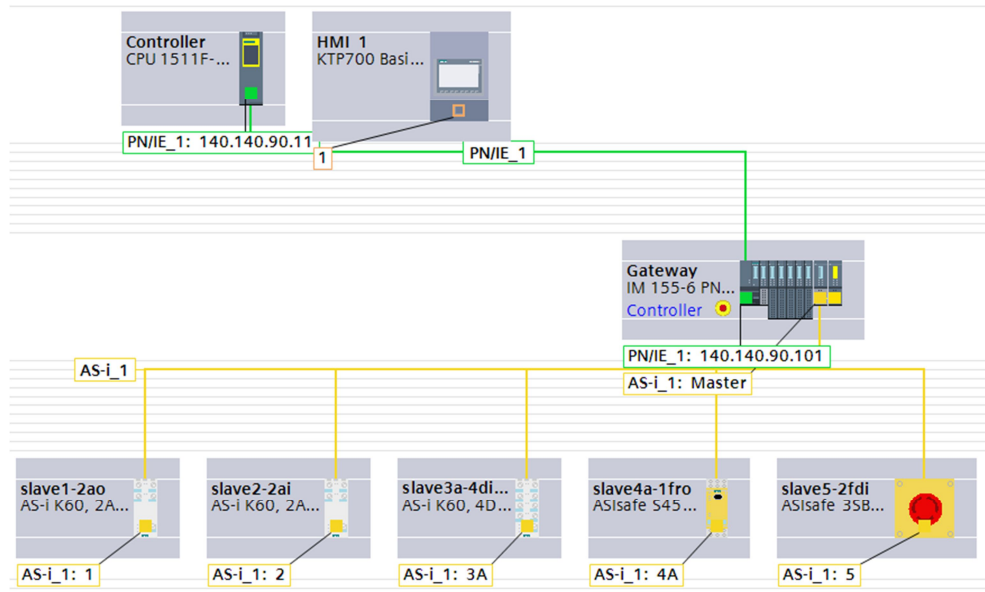 Controller
CPU 1511F-...
HMI 1
KTP700 Basi...
PN/IE_1: 140.140.90.11
1
PN/IE_1
Gateway
IM 155-6 PN...
Controller
PN/IE_1: 140.140.90.101
AS-i_1
AS-i_1: Master
slave1-2ao
AS-i K60, 2A...
slave2-2ai
AS-i K60, 2A...
slave3a-4di...
AS-i K60, 4D...
slave4a-1fro
ASIsafe S45...
slave5-2fdi
ASIsafe 3SB...
AS-i_1: 1
AS-i_1: 2
AS-i_1: 3A
AS-i_1: 4A
AS-i_1: 5